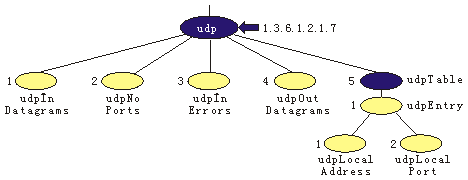 udp
1.3.6.1.2.1.7
1 2 3 4 5 udpTable
udpIn udpNo udpIn udpOut 1 udpEntry
Datagrams Ports Errors Datagrams
1 2
udpLocal udpLocal
Address Port